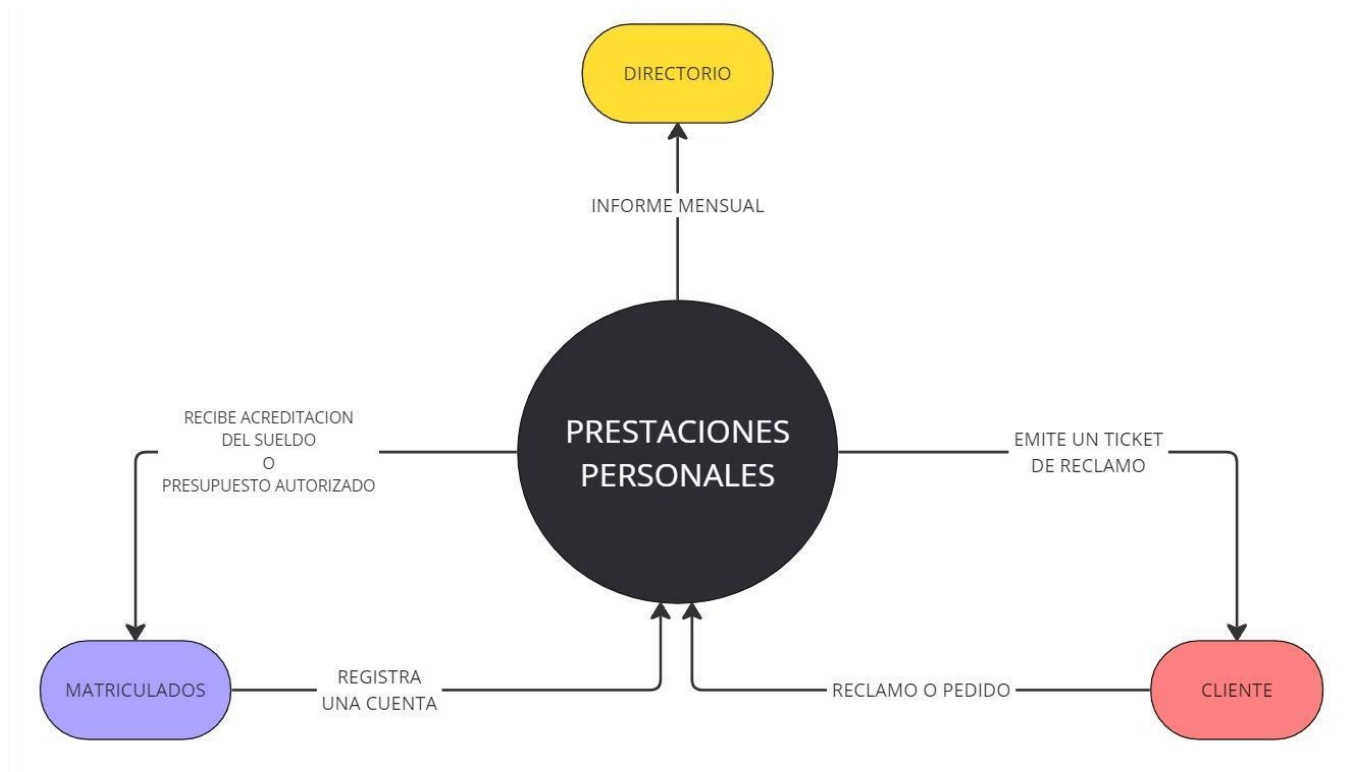 DIRECTORIO
INFORME MENSUAL
PRESTACIONES
PERSONALES
RECIBE ACREDITACION
DEL SUELDO
O
PRESUPUESTO AUTORIZADO
EMITE UN TICKET
DE RECLAMO
MATRICULADOS
REGISTRA
UNA CUENTA
RECLAMO O PEDIDO
CLIENTE